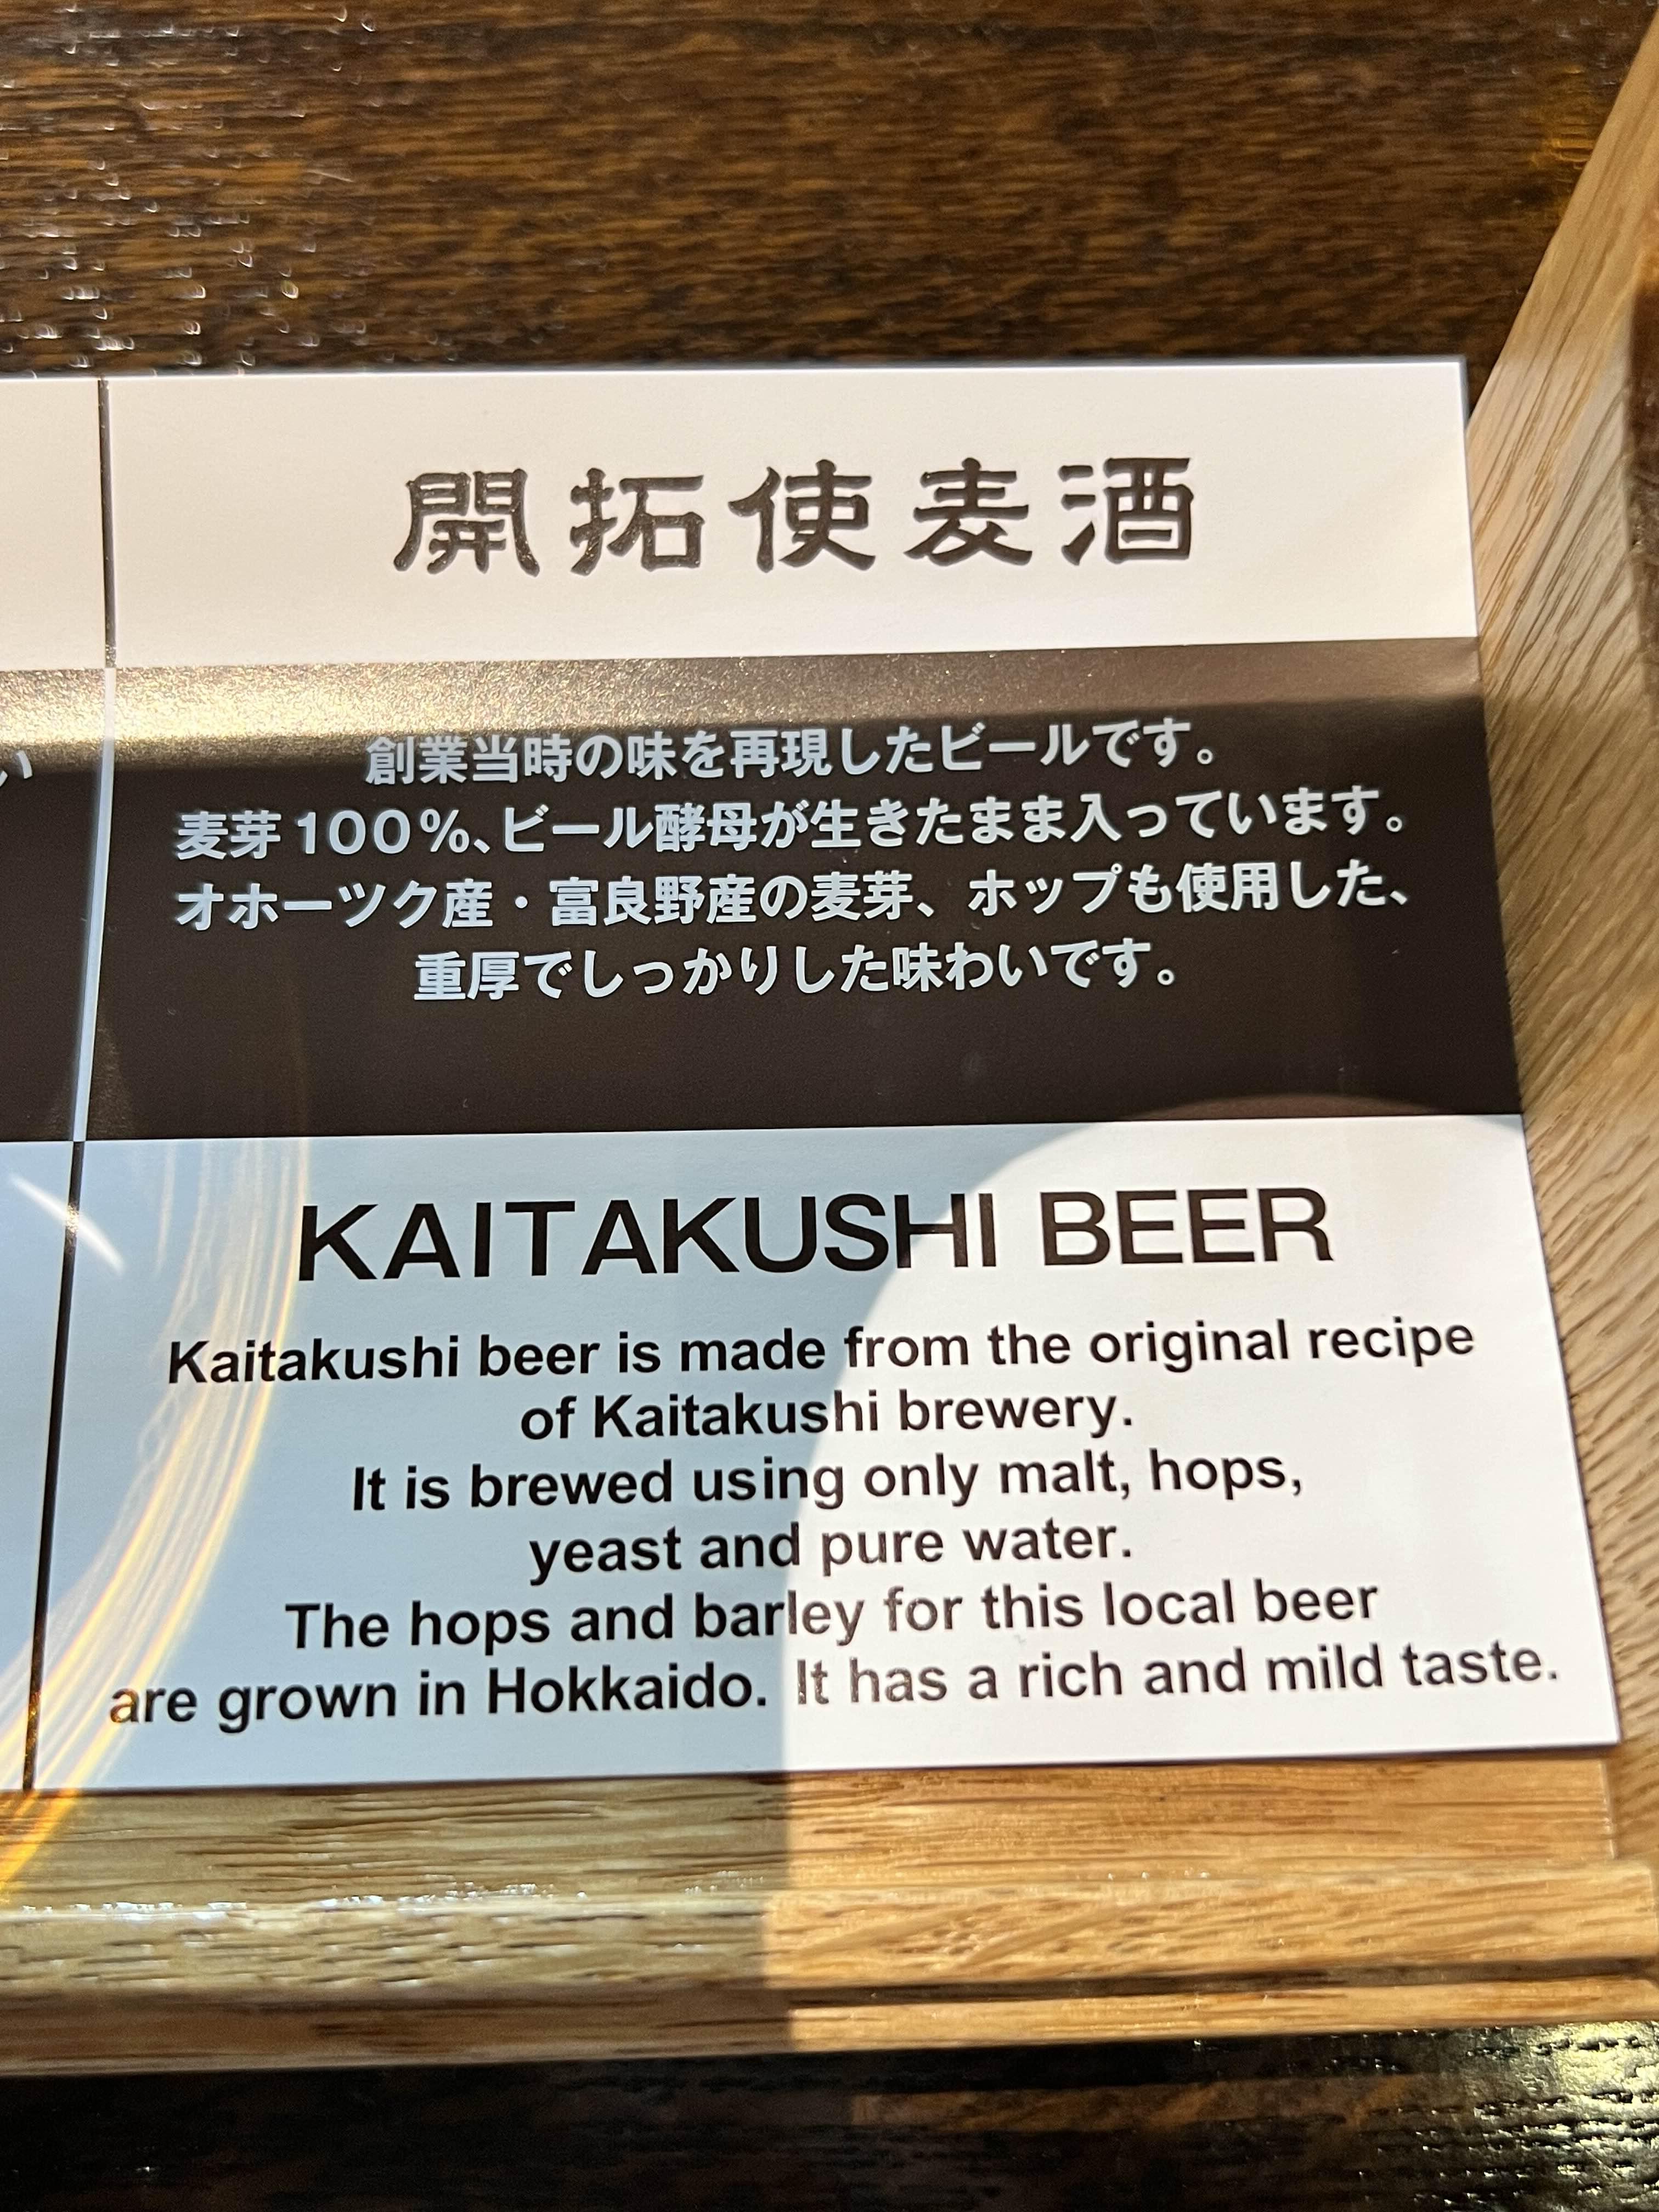 開拓使麦酒
い
創業当時の味を再現したビールです。
麦芽100%、ビール酵母が生きたまま入っています。
オホーツク産・富良野産の麦芽、ホップも使用した、
重厚でしっかりした味わいです。
KAITAKUSHI BEER
Kaitakushi beer is made from the original recipe
of Kaitakushi brewery.
It is brewed using only malt, hops,
yeast and pure water.
The hops and barley for this local beer
are grown in Hokkaido. It has a rich and mild taste.